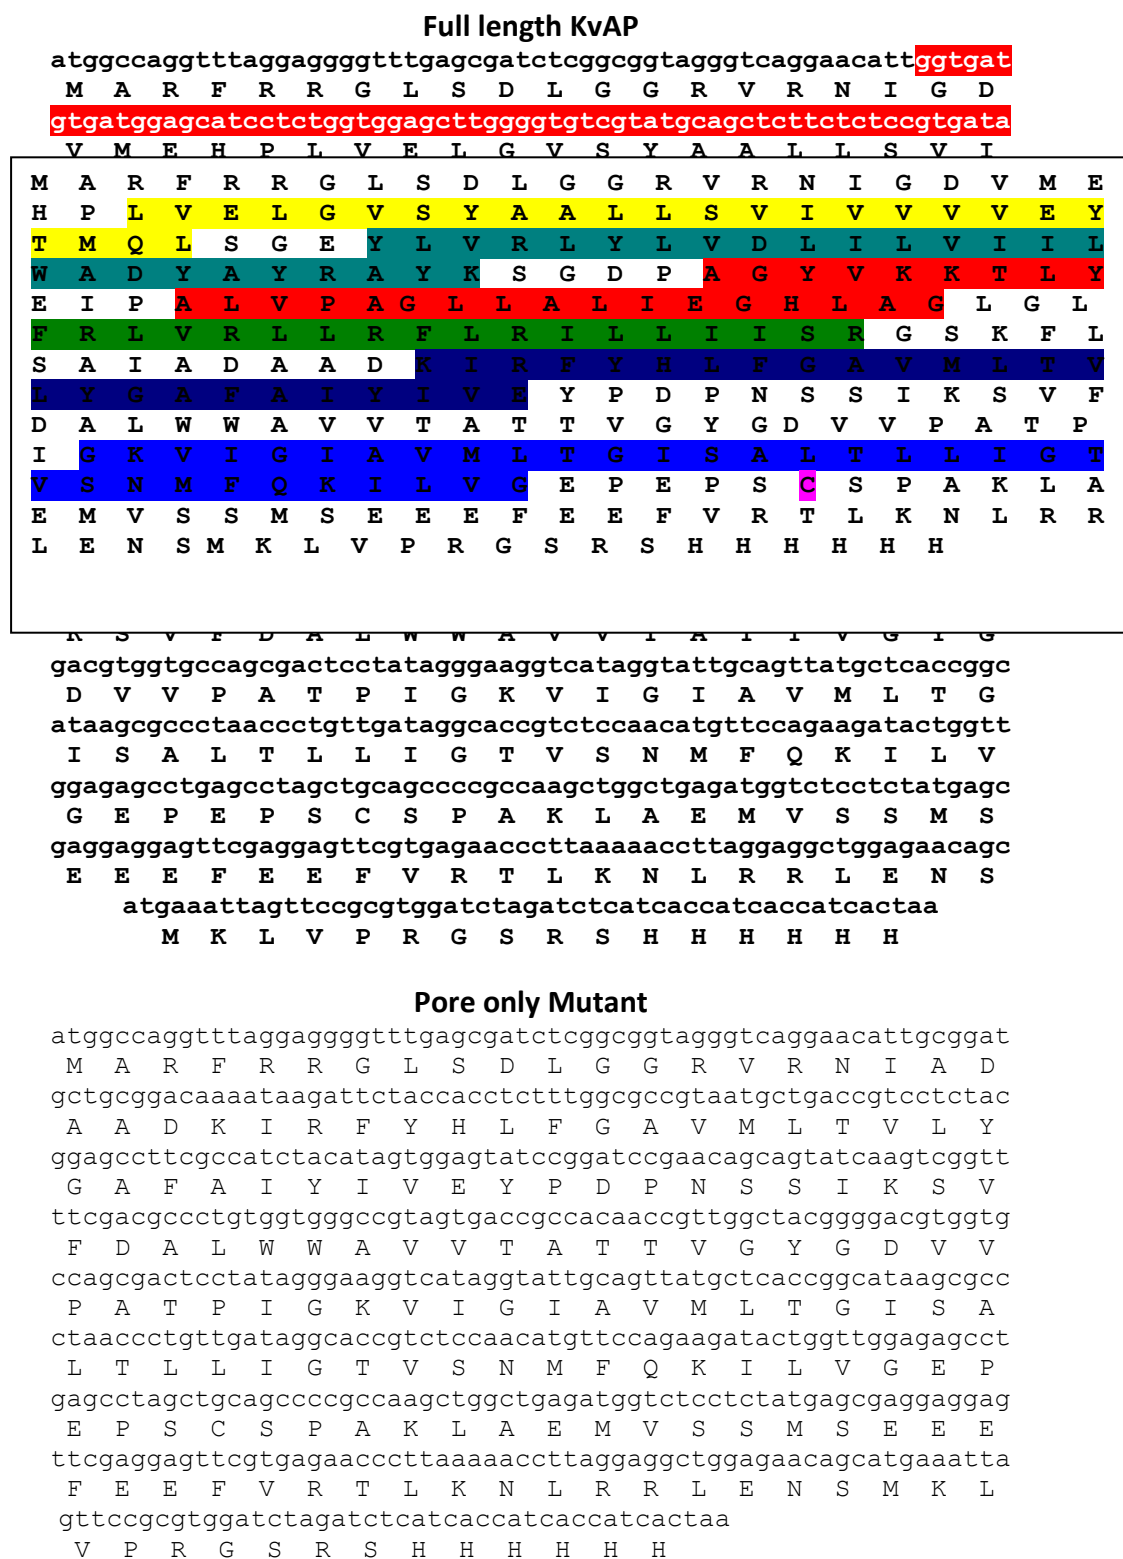 Full length KvAP
atggccaggtttaggaggggtttgagcgatctcggcggtagggtcaggaacattggtgat
M A R F R R G L S D L G G R V R N I G D
gtgatggagcatcctctggtggagcttggggtgtcgtatgcagctcttctctccgtgata
V M E H P L V E L G V S Y A A L L S V I
M A R F R R G L S D L G G R V R N I G D V M E
H P L V E L G V S Y A A L L S V I V V V V E Y
T M Q L S G E Y L V R L Y L V D L I L V I I L
W A D Y A Y R A Y K S G D P A G Y V K K T L Y
E I P A L V P A G L L A L I E G H L A G L G L
F R L V R L L R F L R I L L I I S R G S K F L
S A I A D A A D K I R F Y H L F G A V M L T V
L Y G A F A I Y I V E Y P D P N S S I K S V F
D A L W W A V V T A T T V G Y G D V V P A T P
I G K V I G I A V M L T G I S A L T L L I G T
V S N M F Q K I L V G E P E P S C S P A K L A
E M V S S M S E E E F E E F V R T L K N L R R
L E N S M K L V P R G S R S H H H H H H
K S V F D A L W W A V V T A T T V G Y G
gacgtggtgccagcgactcctatagggaaggtcataggtattgcagttatgctcaccggc
D V V P A T P I G K V I G I A V M L T G
ataagcgccctaaccctgttgataggcaccgtctccaacatgttccagaagatactggtt
I S A L T L L I G T V S N M F Q K I L V
ggagagcctgagcctagctgcagccccgccaagctggctgagatggtctcctctatgagc
G E P E P S C S P A K L A E M V S S M S
gaggaggagttcgaggagttcgtgagaacccttaaaaaccttaggaggctggagaacagc
E E E F E E F V R T L K N L R R L E N S
atgaaattagttccgcgtggatctagatctcatcaccatcaccatcactaa
M K L V P R G S R S H H H H H H
Pore only Mutant
atggccaggtttaggaggggtttgagcgatctcggcggtagggtcaggaacattgcggat
M A R F R R G L S D L G G R V R N I A D
gctgcggacaaaataagattctaccacctctttggcgccgtaatgctgaccgtcctctac
A A D K I R F Y H L F G A V M L T V L Y
ggagccttcgccatctacatagtggagtatccggatccgaacagcagtatcaagtcggtt
G A F A I Y I V E Y P D P N S S I K S V
ttcgacgccctgtggtgggccgtagtgaccgccacaaccgttggctacggggacgtggtg
F D A L W W A V V T A T T V G Y G D V V
ccagcgactcctatagggaaggtcataggtattgcagttatgctcaccggcataagcgcc
P A T P I G K V I G I A V M L T G I S A
ctaaccctgttgataggcaccgtctccaacatgttccagaagatactggttggagagcct
L T L L I G T V S N M F Q K I L V G E P
gagcctagctgcagccccgccaagctggctgagatggtctcctctatgagcgaggaggag
E P S C S P A K L A E M V S S M S E E E
ttcgaggagttcgtgagaacccttaaaaaccttaggaggctggagaacagcatgaaatta
F E E F V R T L K N L R R L E N S M K L
gttccgcgtggatctagatctcatcaccatcaccatcactaa
V P R G S R S H H H H H H